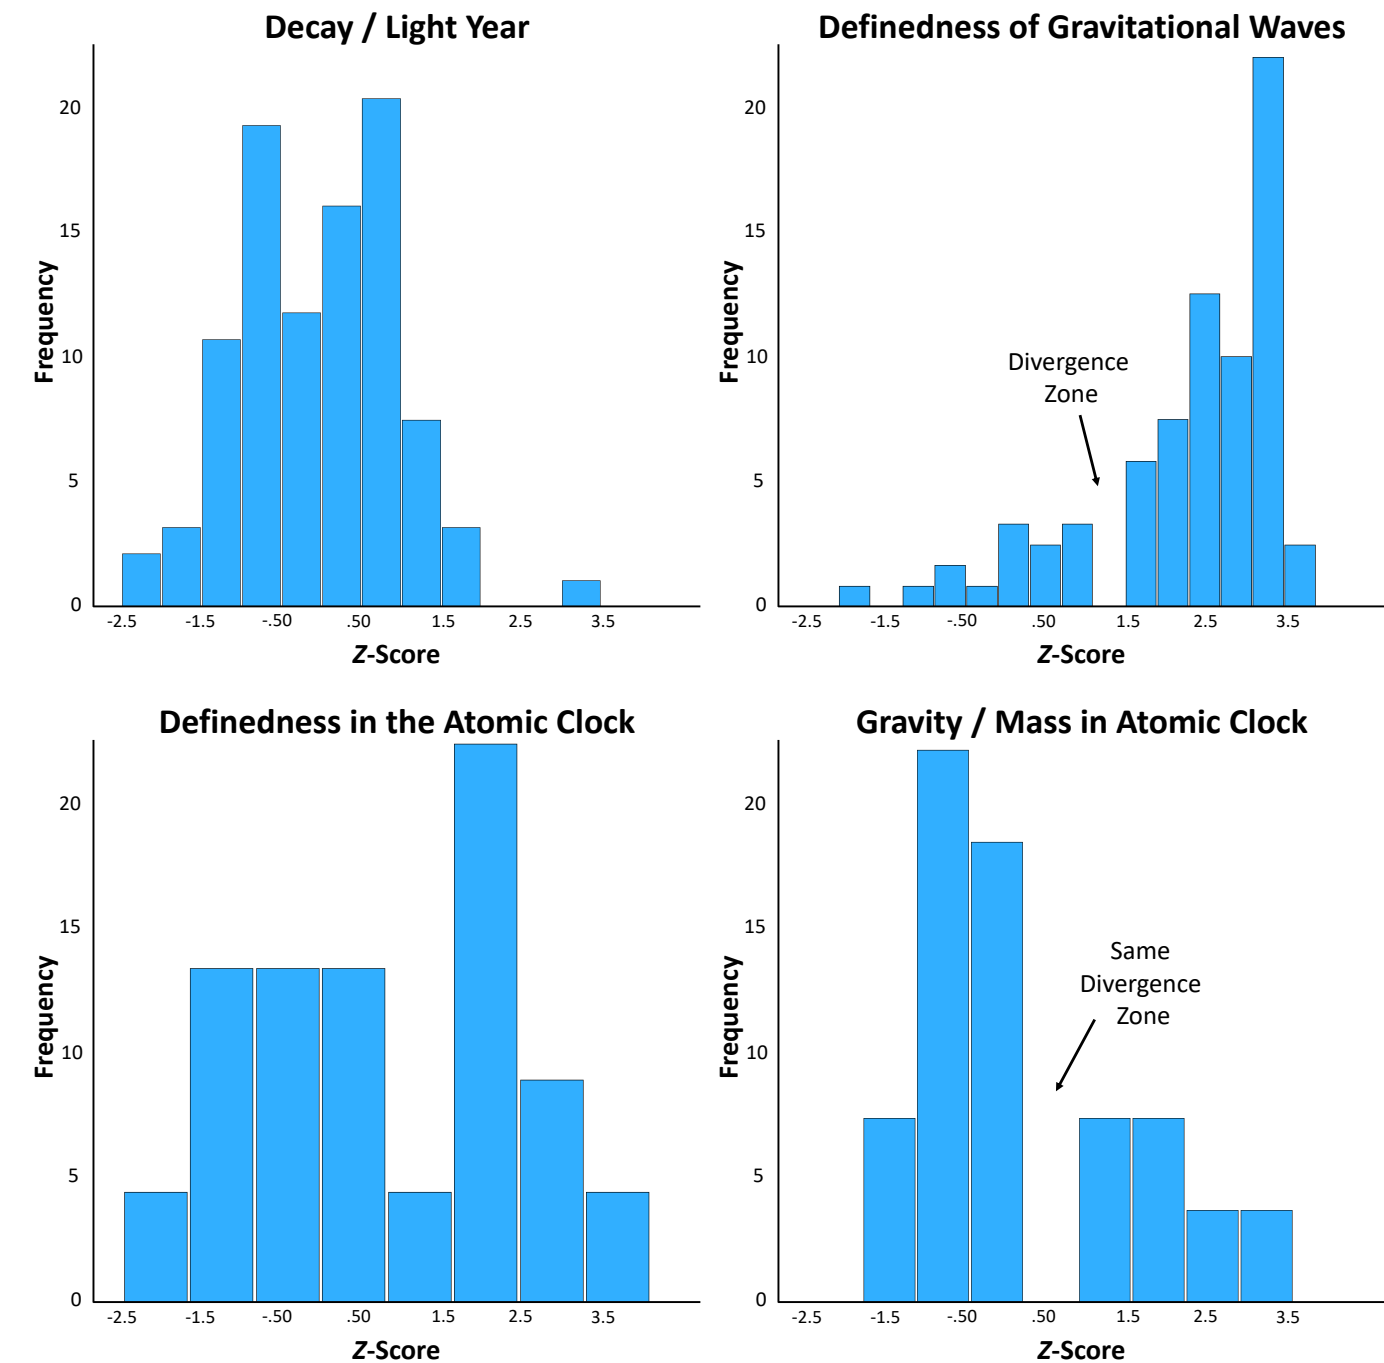 Decay / Light Year
20
15
10
5
0
Frequency
-2.5 -1.5 -.50 .50 1.5 2.5 3.5
Z-Score
Definedness of Gravitational Waves
20
15
10
5
0
Frequency
Divergence
Zone
-2.5 -1.5 -.50 .50 1.5 2.5 3.5
Z-Score
Definedness in the Atomic Clock
20
15
10
5
0
Frequency
-2.5 -1.5 -.50 .50 1.5 2.5 3.5
Z-Score
Gravity / Mass in Atomic Clock
20
15
10
5
0
Frequency
Same
Divergence
Zone
-2.5 -1.5 -.50 .50 1.5 2.5 3.5
Z-Score